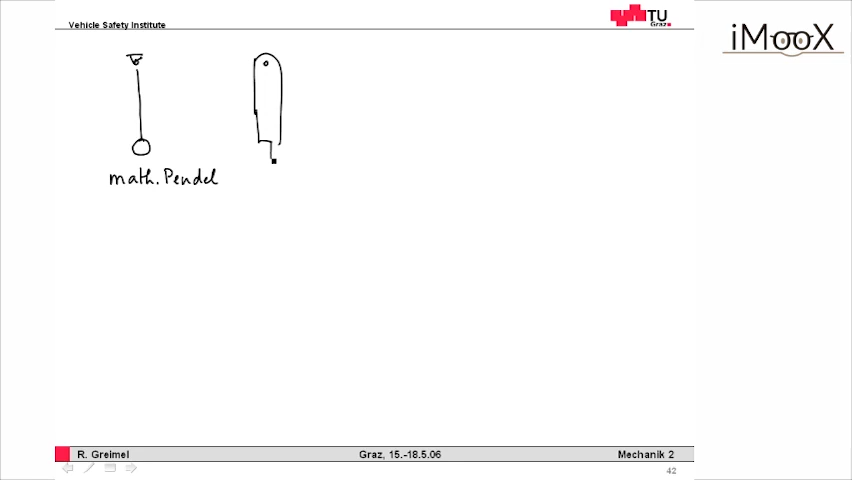 Vehicle Safety Institute
TU
Graz
iMooX
math. Pendel
R. Greimel
Graz, 15.-18.5.06
Mechanik 2
42